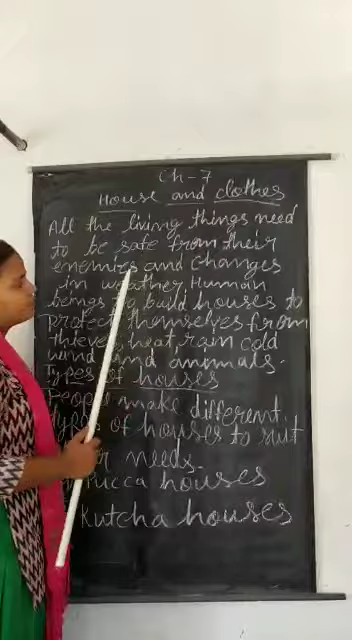 Ch-7
House and clothes
All the living things need
to be safe from their
enemies and changes
in weather, Human
beings to build houses to
protect themselves from
thieves, heat, rain cold
wind and animals.
Types of houses
People make different
types of houses to suit
needs.
Pucca houses
Kutcha houses